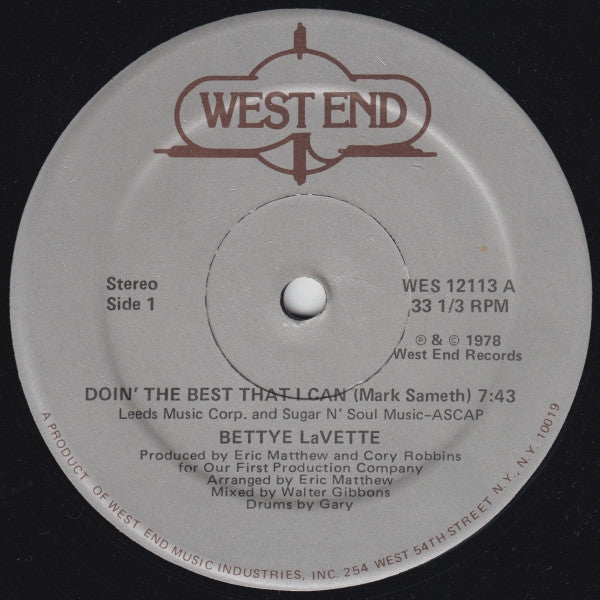 WEST END
Stereo
Side 1
WES 12113 A
33 1/3 RPM
℗ & © 1978
West End Records
DOIN' THE BEST THAT I CAN (Mark Sameth) 7:43
Leeds Music Corp. and Sugar N' Soul Music–ASCAP
BETTYE LaVETTE
Produced by Eric Matthew and Cory Robbins
for Our First Production Company
Arranged by Eric Matthew
Mixed by Walter Gibbons
Drums by Gary
A PRODUCT OF WEST END MUSIC INDUSTRIES, INC. 254 WEST 54TH STREET N.Y., N.Y. 10019